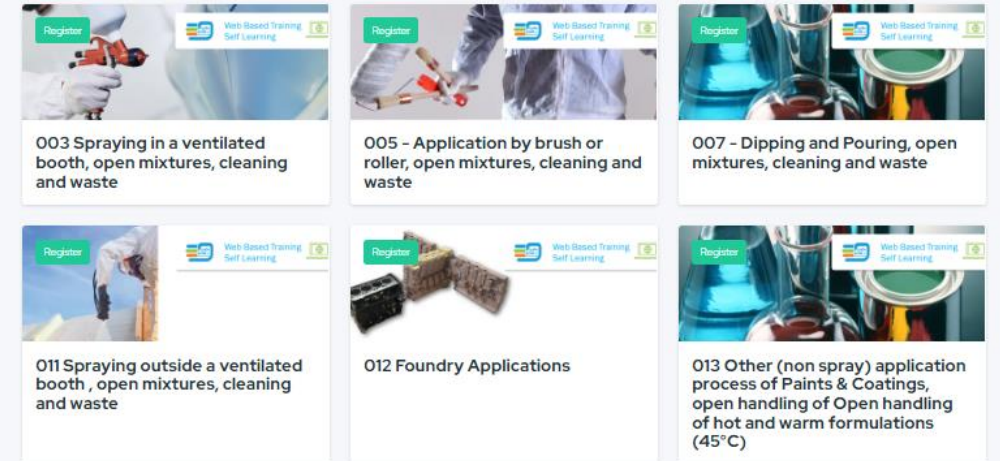 Register
Web Based Training
Self Learning
003 Spraying in a ventilated
booth, open mixtures, cleaning
and waste
Register
Web Based Training
Self Learning
005 - Application by brush or
roller, open mixtures, cleaning and
waste
Register
Web Based Training
Self Learning
007 - Dipping and Pouring, open
mixtures, cleaning and waste
Register
Web Based Training
Self Learning
011 Spraying outside a ventilated
booth , open mixtures, cleaning
and waste
Register
Web Based Training
Self Learning
012 Foundry Applications
Register
Web Based Training
Self Learning
013 Other (non spray) application
process of Paints & Coatings,
open handling of Open handling
of hot and warm formulations
(45°C)